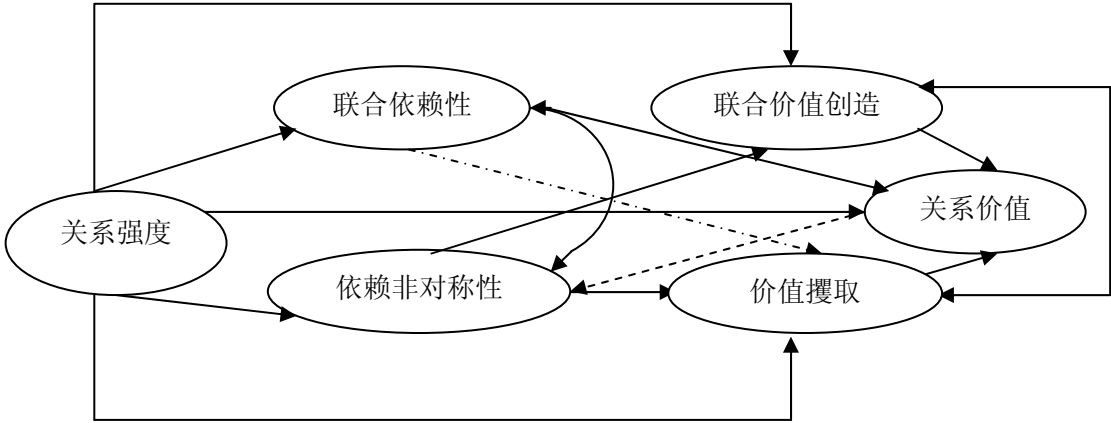 联合依赖性
联合价值创造
关系强度
关系价值
依赖非对称性
价值攫取